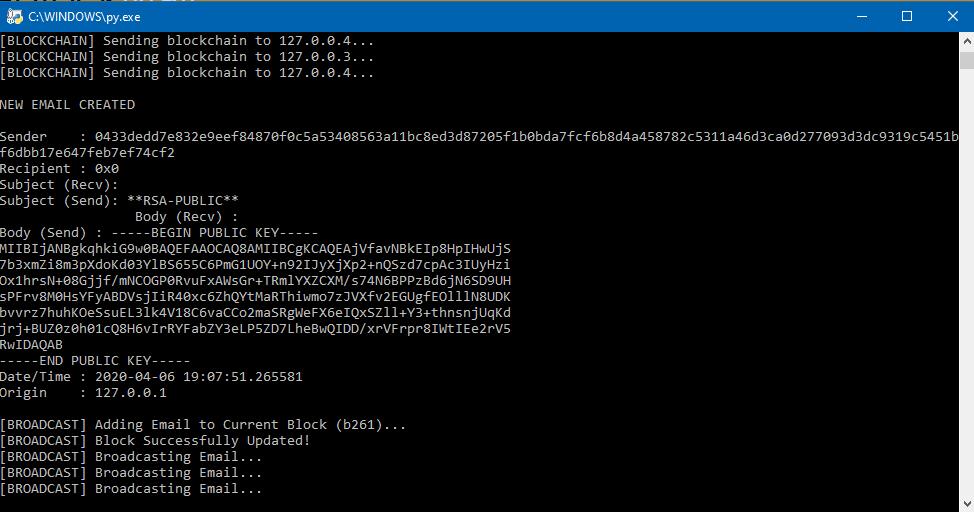 C:\WINDOWS\py.exe
[BLOCKCHAIN] Sending blockchain to 127.0.0.4...
[BLOCKCHAIN] Sending blockchain to 127.0.0.3...
[BLOCKCHAIN] Sending blockchain to 127.0.0.4...
NEW EMAIL CREATED
Sender    : 0433dedd7e832e9eef84870f0c5a53408563a11bc8ed3d87205f1b0bda7fcf6b8d4a458782c5311a46d3ca0d277093d3dc9319c5451b
f6dbb17e647feb7ef74cf2
Recipient : 0x0
Subject (Recv):
Subject (Send): **RSA-PUBLIC**
                 Body (Recv) :
Body (Send) : -----BEGIN PUBLIC KEY-----
MIIBIjANBgkqhkiG9w0BAQEFAAOCAQ8AMIIBCgKCAQEAjVfavNBkEIp8HpIHwUjS
7b3xmZi8m3pXdoKd03YlBS655C6PmG1UOY+n92IJyXjXp2+nQSzd7cpAc3IUyHzi
Ox1hrsN+08Gjjf/mNCOGP0RvuFxAWsGr+TRmlYXZCXM/s74N6BPPzBd6jN6SD9UH
sPFrv8M0HsYFyABDVsjIiR40xc6ZhQYtMaRThiwmo7zJVXfv2EGUgfEOlllN8UDK
bvvrz7huhKOeSsuEL3lk4V18C6vaCCo2maSRgWeFX6eIQxSZll+Y3+thnsnjUqKd
jrj+BUZ0z0h01cQ8H6vIrRYFabZY3eLP5ZD7LheBwQIDD/xrVFrpr8IWtIEe2rV5
RwIDAQAB
-----END PUBLIC KEY-----
Date/Time : 2020-04-06 19:07:51.265581
Origin    : 127.0.0.1
[BROADCAST] Adding Email to Current Block (b261)...
[BROADCAST] Block Successfully Updated!
[BROADCAST] Broadcasting Email...
[BROADCAST] Broadcasting Email...
[BROADCAST] Broadcasting Email...